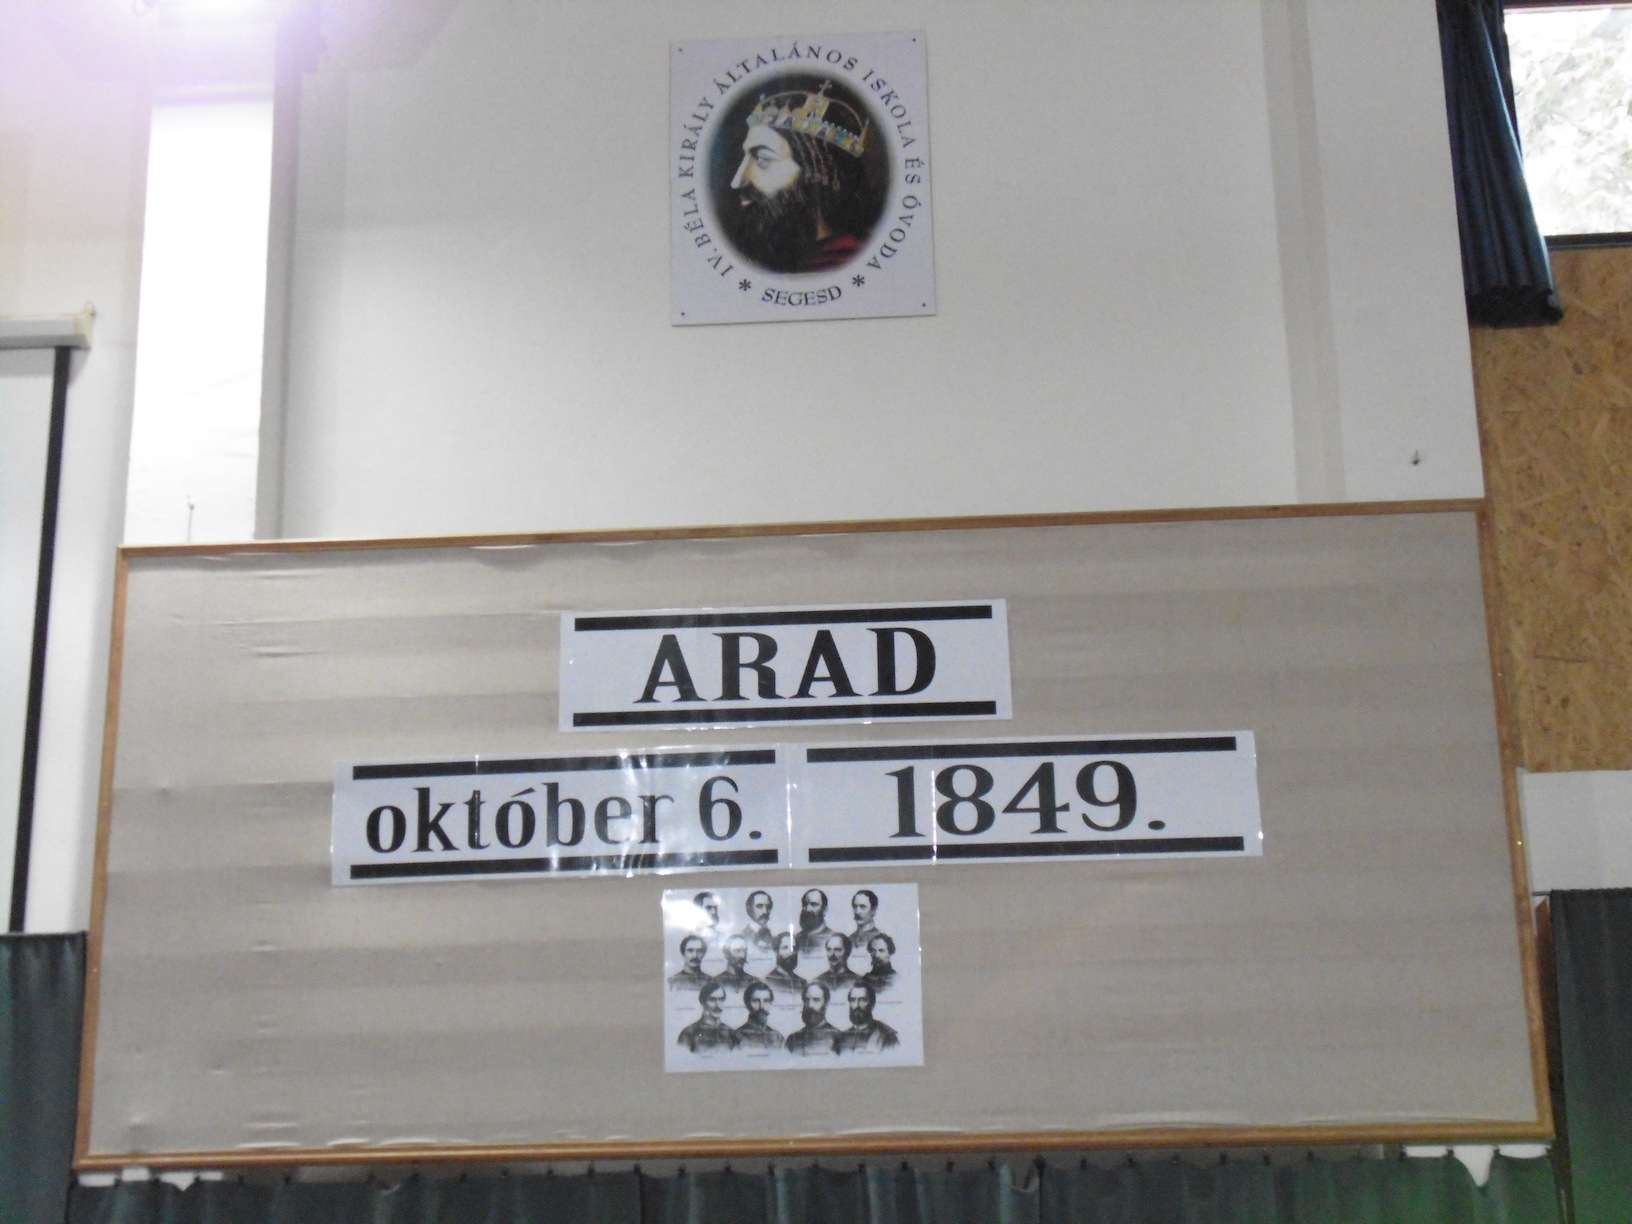 IV. BÉLA KIRÁLY ÁLTALÁNOS ISKOLA ÉS ÓVODA
* SEGESD *
ARAD
október 6. 1849.